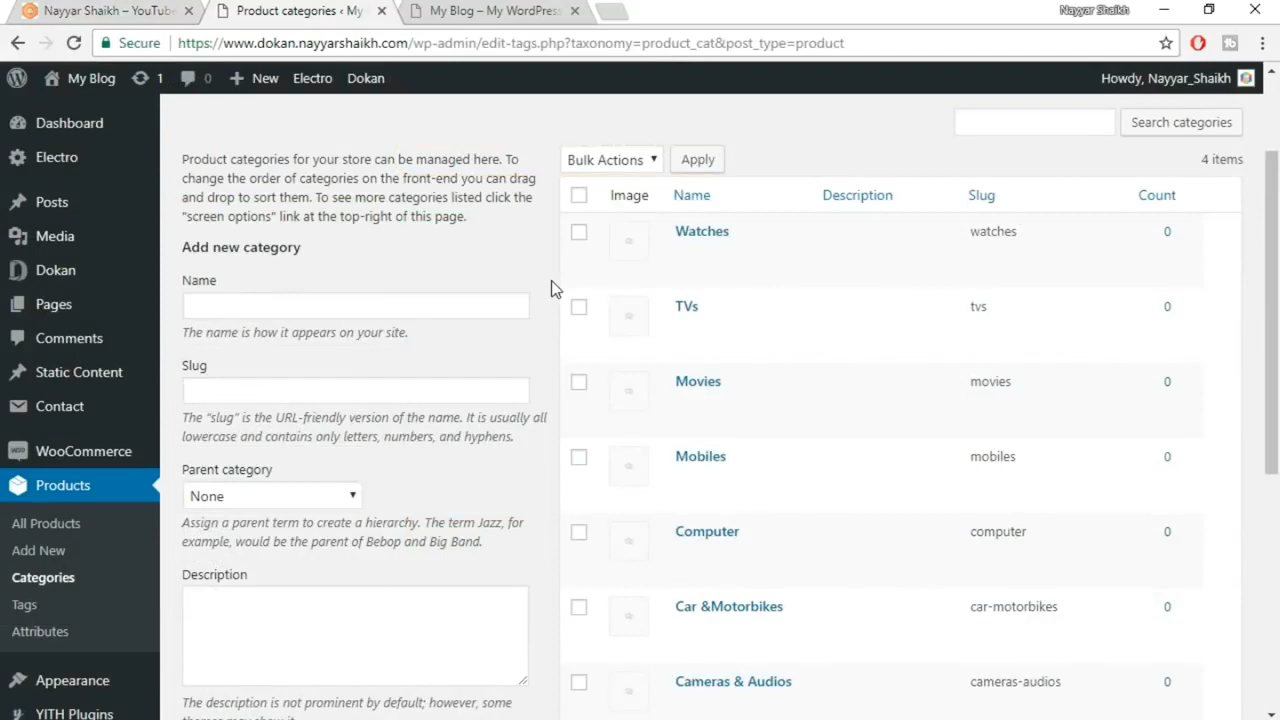 Nayyar Shaikh – YouTube
Product categories ‹ My
My Blog – My WordPress
Nayyar Shaikh
Secure
https://www.dokan.nayyarshaikh.com/wp-admin/edit-tags.php?taxonomy=product_cat&post_type=product
My Blog
1
0
New
Electro
Dokan
Howdy, Nayyar_Shaikh
Dashboard
Electro
Posts
Media
Dokan
Pages
Comments
Static Content
Contact
WooCommerce
Products
All Products
Add New
Categories
Tags
Attributes
Appearance
YITH Plugins
Search categories
Product categories for your store can be managed here. To
change the order of categories on the front-end you can drag
and drop to sort them. To see more categories listed click the
"screen options" link at the top-right of this page.
Add new category
Name
The name is how it appears on your site.
Slug
The “slug” is the URL-friendly version of the name. It is usually all
lowercase and contains only letters, numbers, and hyphens.
Parent category
None
Assign a parent term to create a hierarchy. The term Jazz, for
example, would be the parent of Bebop and Big Band.
Description
The description is not prominent by default; however, some
themes may show it.
Bulk Actions
Apply
4 items
Image Name Description Slug Count
Watches watches 0
TVs tvs 0
Movies movies 0
Mobiles mobiles 0
Computer computer 0
Car &Motorbikes car-motorbikes 0
Cameras & Audios cameras-audios 0